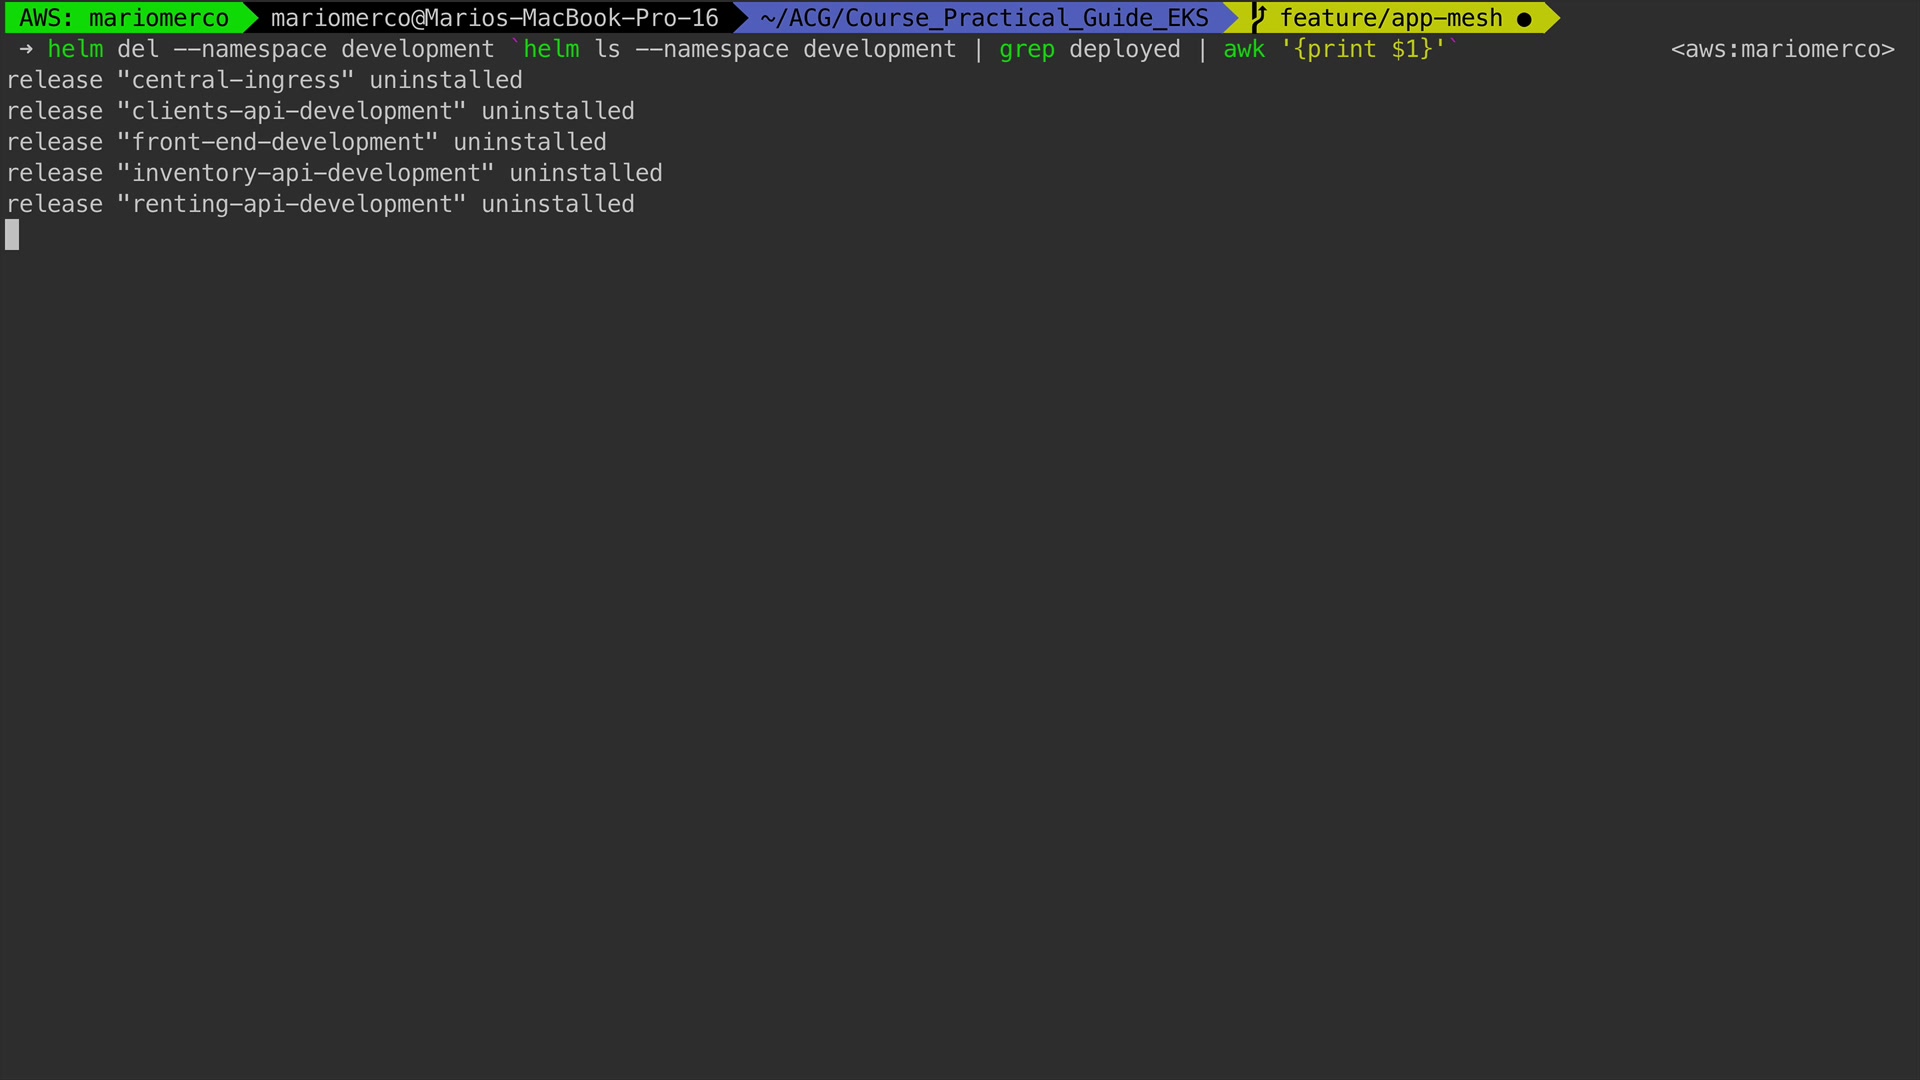 AWS: mariomerco mariomerco@Marios-MacBook-Pro-16 ~/ACG/Course_Practical_Guide_EKS feature/app-mesh ●
→ helm del --namespace development `helm ls --namespace development | grep deployed | awk '{print $1}'` <aws:mariomerco>
release "central-ingress" uninstalled
release "clients-api-development" uninstalled
release "front-end-development" uninstalled
release "inventory-api-development" uninstalled
release "renting-api-development" uninstalled